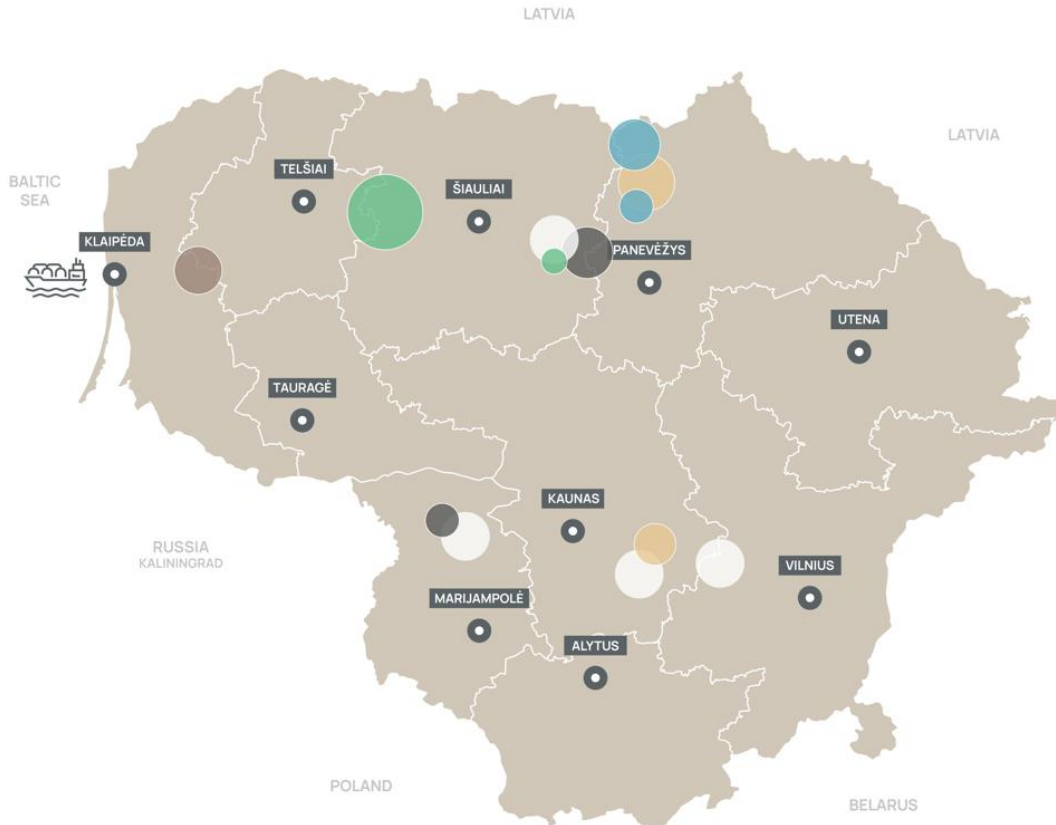 LATVIA
LATVIA
BALTIC
SEA
TELŠIAI
ŠIAULIAI
KLAIPĖDA
PANEVĖŽYS
UTENA
TAURAGĖ
KAUNAS
RUSSIA
KALININGRAD
VILNIUS
MARIJAMPOLĖ
ALYTUS
POLAND
BELARUS